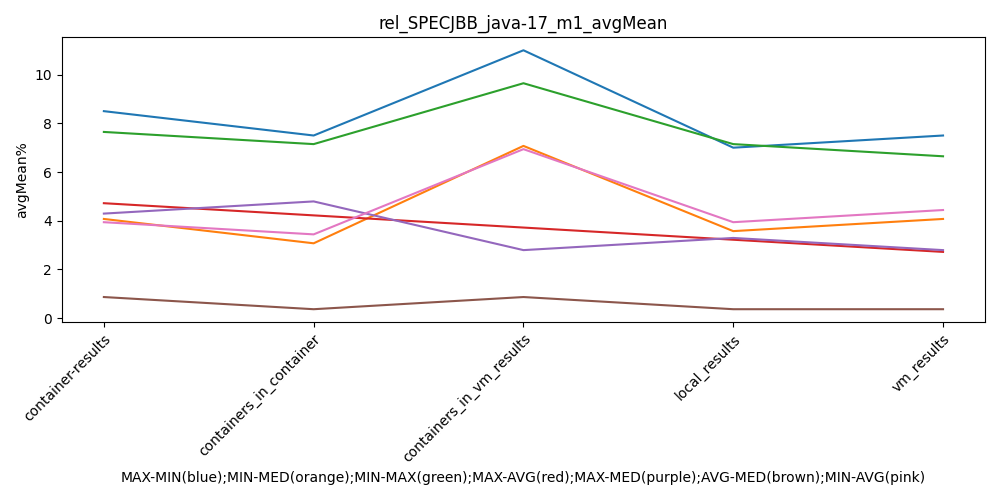 rel_SPECJBB_java-17_m1_avgMean
avgMean%
10
8
6
4
2
0
container-results
containers_in_container
containers_in_vm_results
local_results
vm_results
MAX-MIN(blue);MIN-MED(orange);MIN-MAX(green);MAX-AVG(red);MAX-MED(purple);AVG-MED(brown);MIN-AVG(pink)